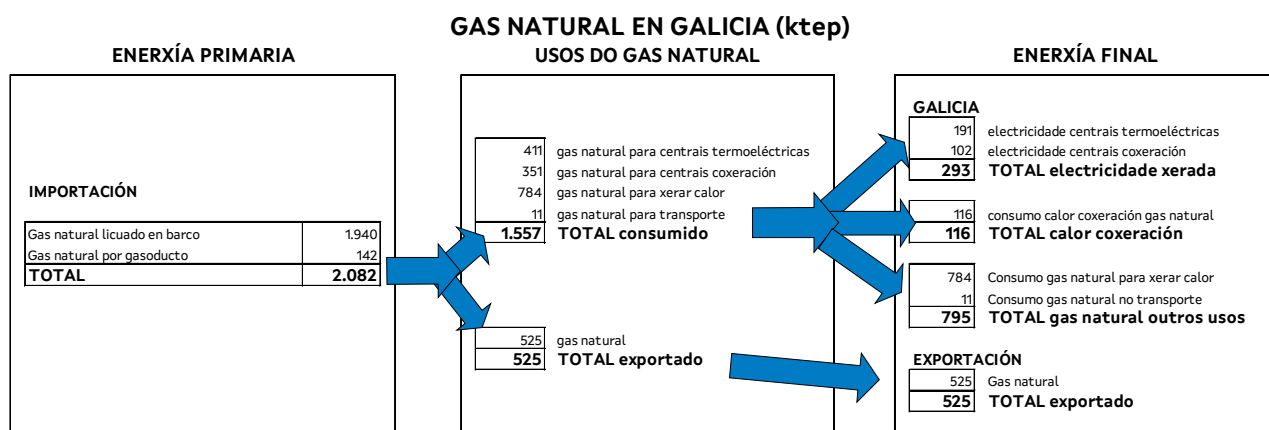 GAS NATURAL EN GALICIA (ktep)
ENERXÍA PRIMARIA
IMPORTACIÓN
Gas natural licuado en barco 1.940
Gas natural por gasoducto 142
TOTAL 2.082
USOS DO GAS NATURAL
411 gas natural para centrais termoeléctricas
351 gas natural para centrais coxeración
784 gas natural para xerar calor
11 gas natural para transporte
1.557 TOTAL consumido
525 gas natural
525 TOTAL exportado
ENERXÍA FINAL
GALICIA
191 electricidade centrais termoeléctricas
102 electricidade centrais coxeración
293 TOTAL electricidade xerada
116 consumo calor coxeración gas natural
116 TOTAL calor coxeración
784 Consumo gas natural para xerar calor
11 Consumo gas natural no transporte
795 TOTAL gas natural outros usos
EXPORTACIÓN
525 Gas natural
525 TOTAL exportado